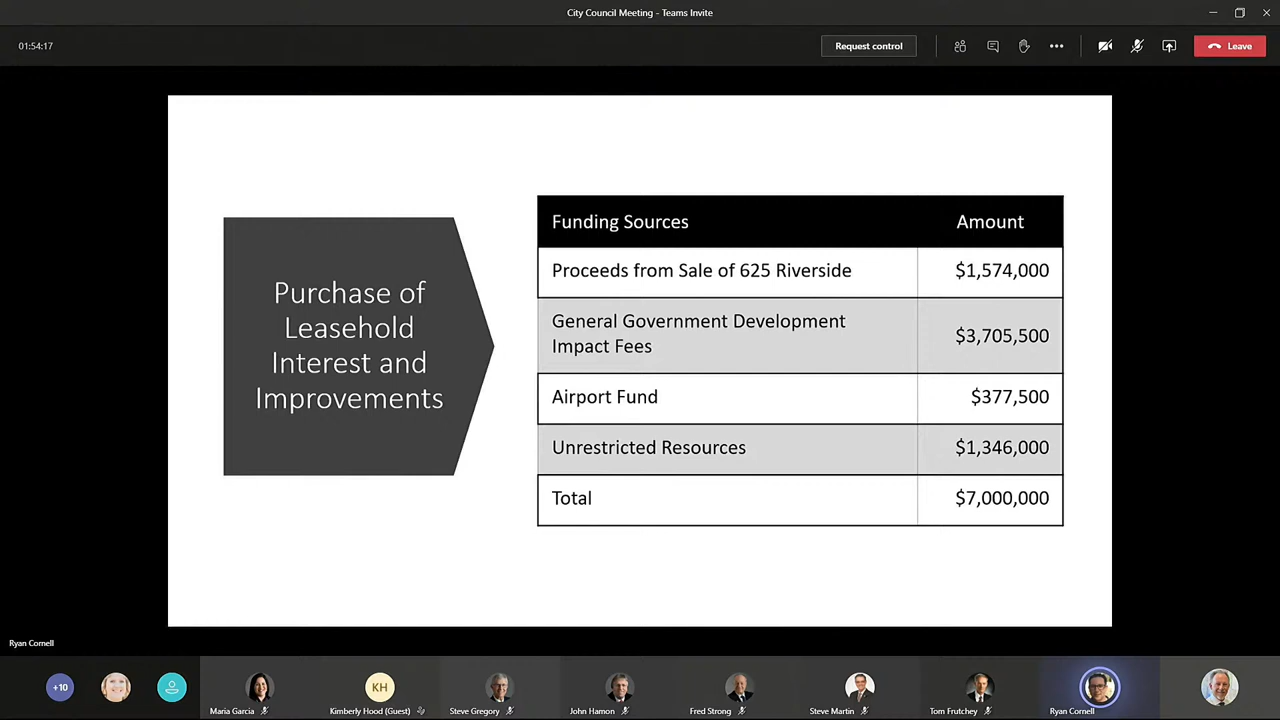 City Council Meeting - Teams Invite
01:54:17
Request control
Leave
Purchase of
Leasehold
Interest and
Improvements
Funding Sources Amount
Proceeds from Sale of 625 Riverside $1,574,000
General Government Development
Impact Fees $3,705,500
Airport Fund $377,500
Unrestricted Resources $1,346,000
Total $7,000,000
Ryan Cornell
+10
KH
Maria Garcia
Kimberly Hood (Guest)
Steve Gregory
John Hamon
Fred Strong
Steve Martin
Tom Frutchey
Ryan Cornell